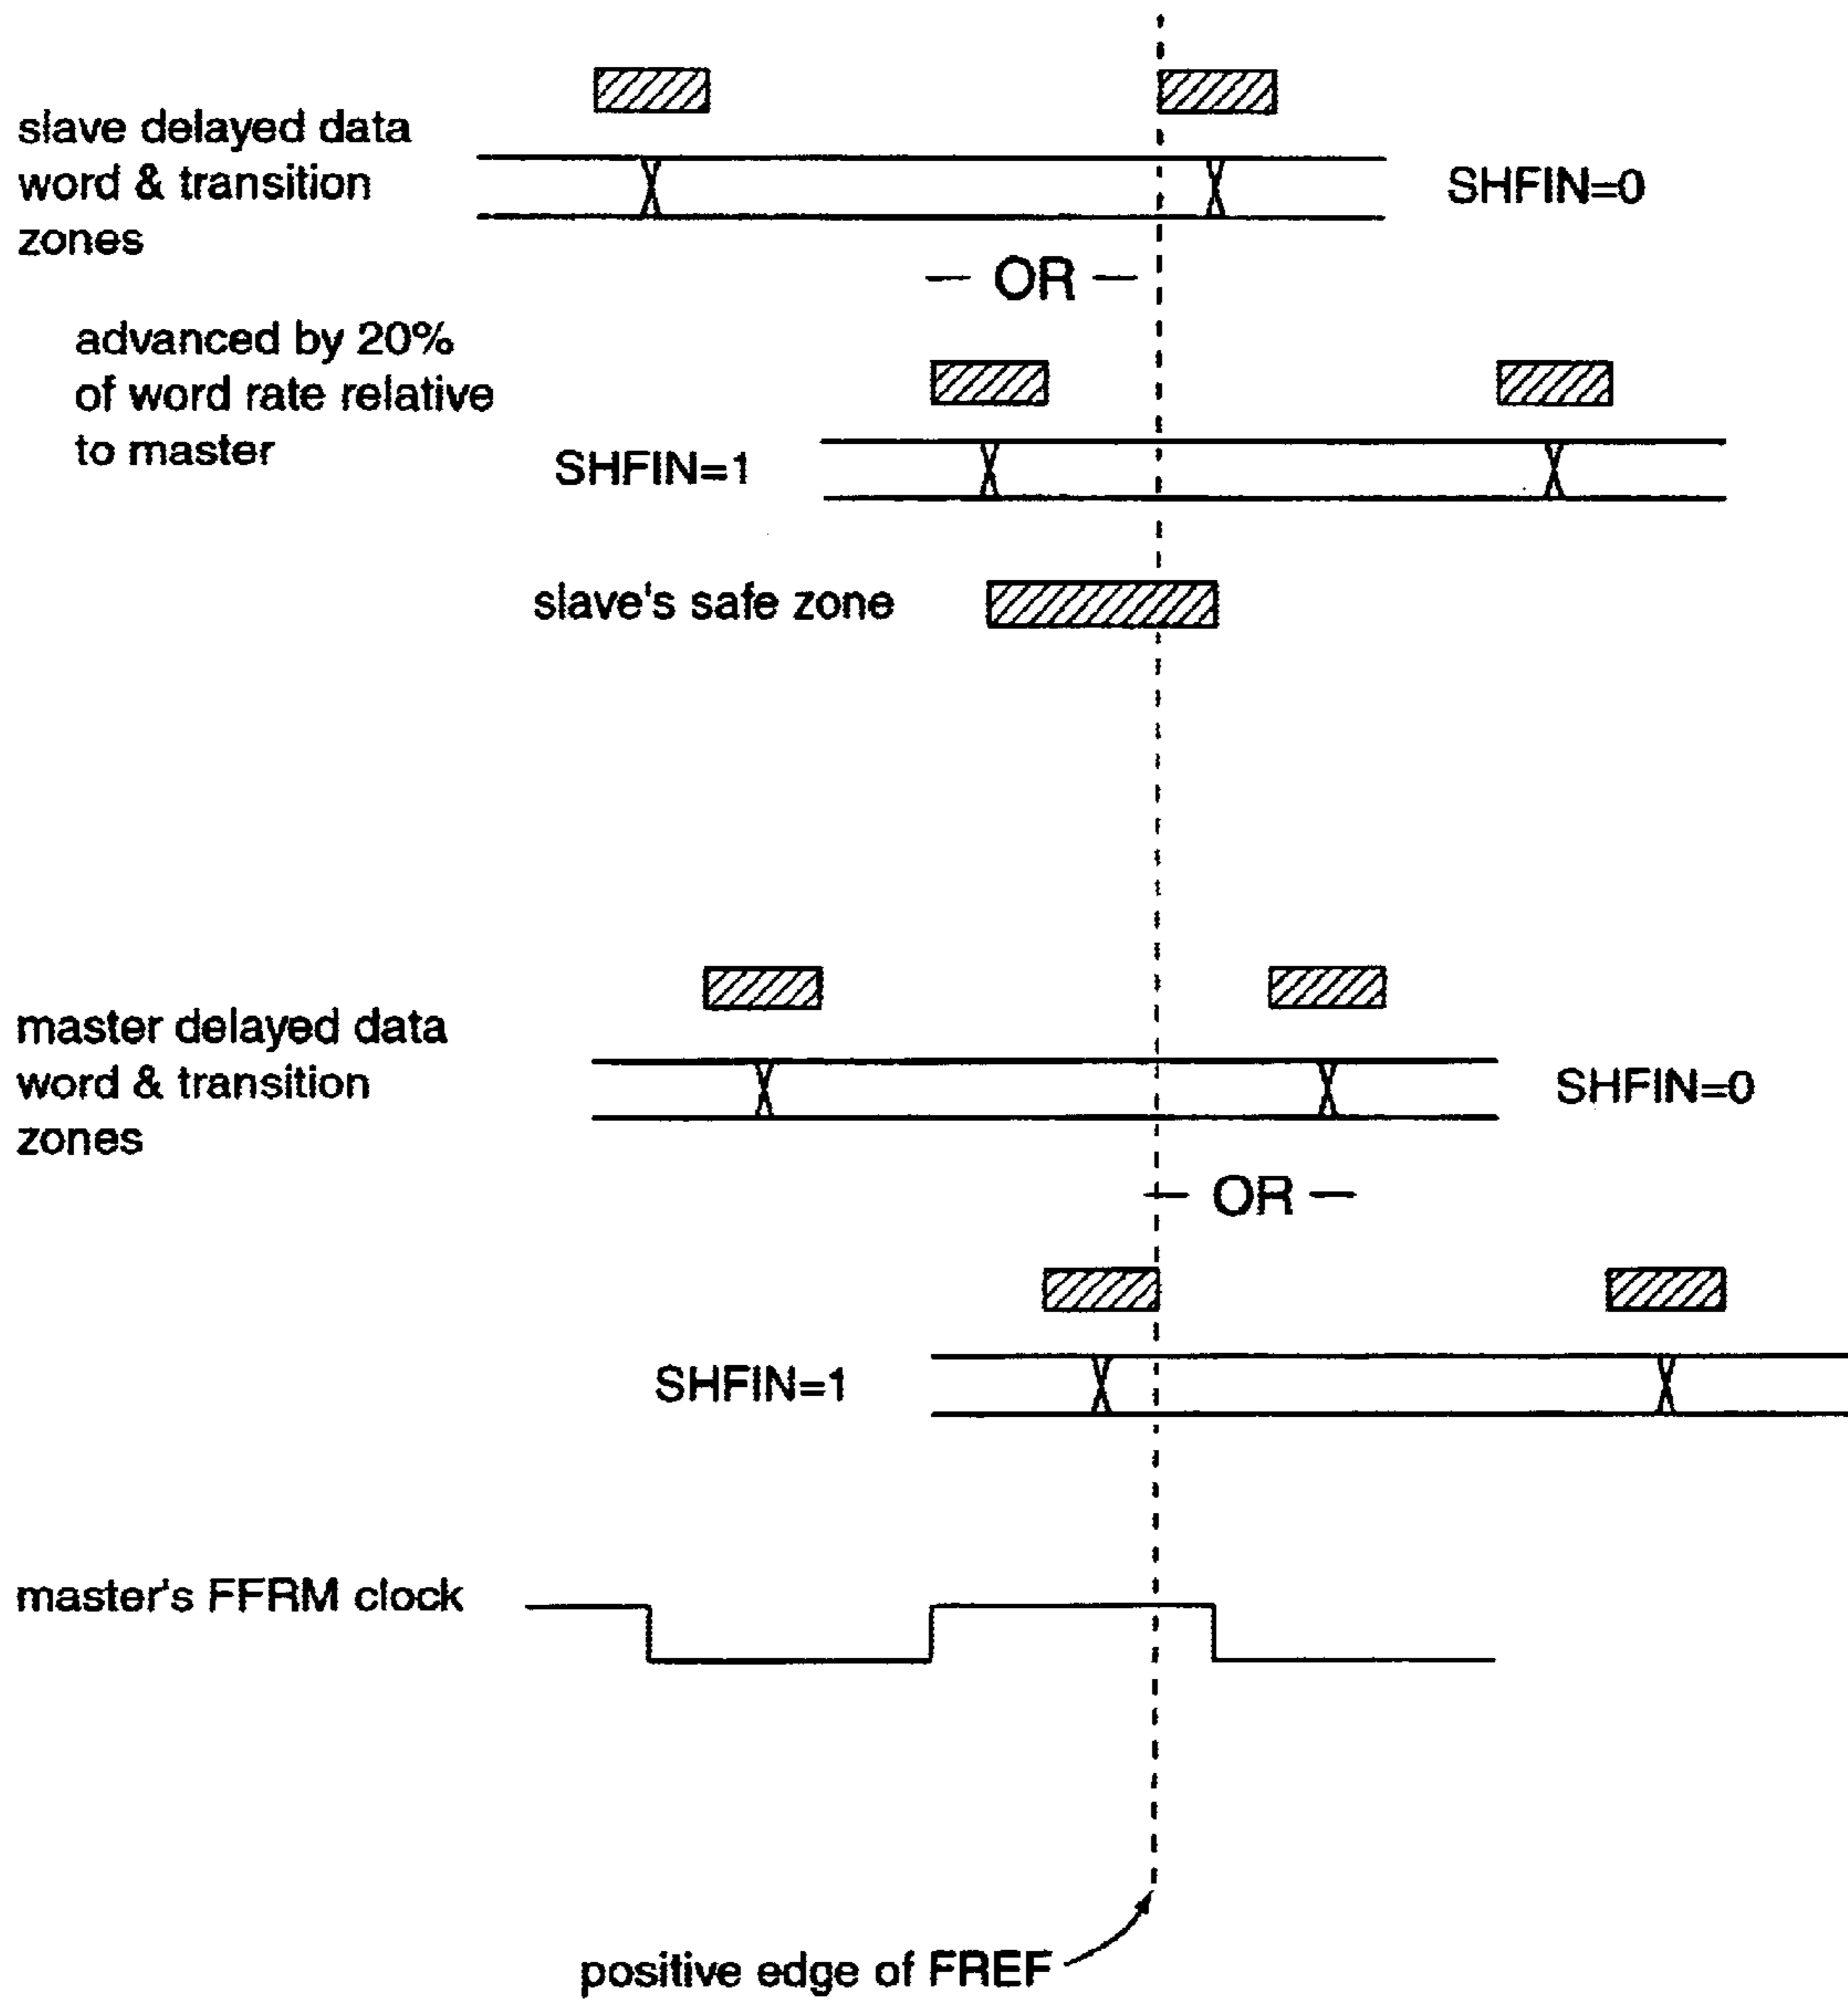 slave delayed data
word & transition
zones
SHFIN=0
— OR —
advanced by 20%
of word rate relative
to master
SHFIN=1
slave's safe zone
master delayed data
word & transition
zones
SHFIN=0
— OR —
SHFIN=1
master's FFRM clock
positive edge of FREF